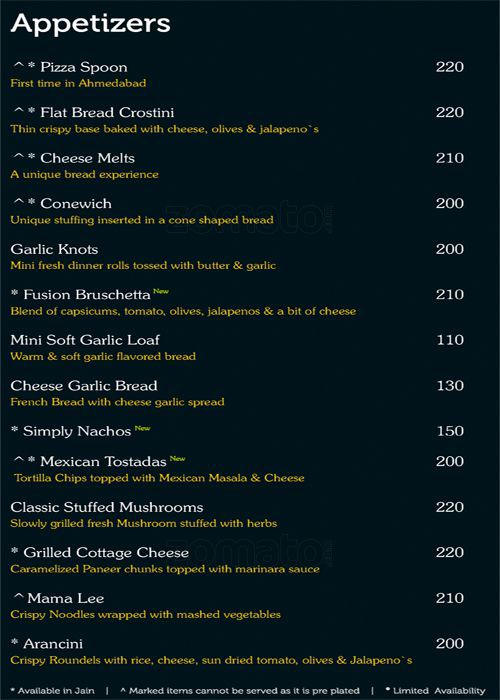 Appetizers
^ * Pizza Spoon 220
First time in Ahmedabad
^ * Flat Bread Crostini 220
Thin crispy base baked with cheese, olives & jalapeno`s
^ * Cheese Melts 210
A unique bread experience
^ * Conewich 200
Unique stuffing inserted in a cone shaped bread
zomato
Garlic Knots 200
Mini fresh dinner rolls tossed with butter & garlic
* Fusion Bruschetta New 210
Blend of capsicums, tomato, olives, jalapenos & a bit of cheese
Mini Soft Garlic Loaf 110
Warm & soft garlic flavored bread
Cheese Garlic Bread 130
French Bread with cheese garlic spread
* Simply Nachos New 150
^ * Mexican Tostadas New 200
Tortilla Chips topped with Mexican Masala & Cheese
Classic Stuffed Mushrooms 220
Slowly grilled fresh Mushroom stuffed with herbs
* Grilled Cottage Cheese 220
zomato
Caramelized Paneer chunks topped with marinara sauce
^ Mama Lee 210
Crispy Noodles wrapped with mashed vegetables
* Arancini 200
Crispy Roundels with rice, cheese, sun dried tomato, olives & Jalapeno`s
* Available in Jain | ^ Marked items cannot be served as it is pre plated | * Limited Availability